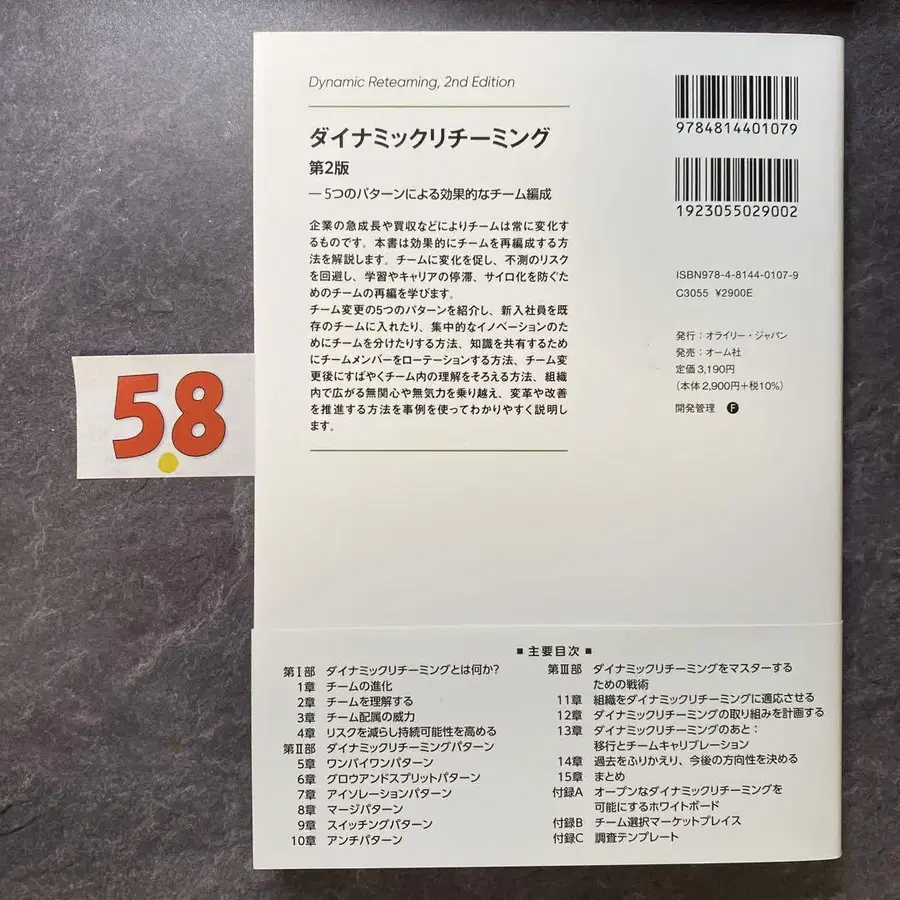 Dynamic Reteaming, 2nd Edition
ダイナミックリチーミング
第2版
―5つのパターンによる効果的なチーム編成
企業の急成長や買収などによりチームは常に変化す
るものです。本書は効果的にチームを再編成する方
法を解説します。チームに変化を促し、不測のリスク
を回避し、学習やキャリアの停滞、サイロ化を防ぐた
めのチームの再編を学びます。
チーム変更の5つのパターンを紹介し、新入社員を既
存のチームに入れたり、集中的なイノベーションのた
めにチームを分けたりする方法、知識を共有するため
にチームメンバーをローテーションする方法、チーム変
更後にすばやくチーム内の理解をそろえる方法、組織
内で広がる無関心や無気力を乗り越え、変革や改善
を推進する方法を事例を使ってわかりやすく説明し
ます。
9784814401079
1923055029002
ISBN978-4-8144-0107-9
C3055 ¥2900E
発行：オライリー・ジャパン
発売：オーム社
定価3,190円
（本体2,900円+税10%）
開発管理 F
58
■ 主要目次 ■
第Ⅰ部 ダイナミックリチーミングとは何か?
1章 チームの進化
2章 チームを理解する
3章 チーム配属の威力
4章 リスクを減らし持続可能性を高める
第Ⅱ部 ダイナミックリチーミングパターン
5章 ワンバイワンパターン
6章 グロウアンドスプリットパターン
7章 アイソレーションパターン
8章 マージパターン
9章 スイッチングパターン
10章 アンチパターン
第Ⅲ部 ダイナミックリチーミングをマスターする
ための戦術
11章 組織をダイナミックリチーミングに適応させる
12章 ダイナミックリチーミングの取り組みを計画する
13章 ダイナミックリチーミングのあと：
移行とチームキャリブレーション
14章 過去をふりかえり、今後の方向性を決める
15章 まとめ
付録A オープンなダイナミックリチーミングを
可能にするホワイトボード
付録B チーム選択マーケットプレイス
付録C 調査テンプレート